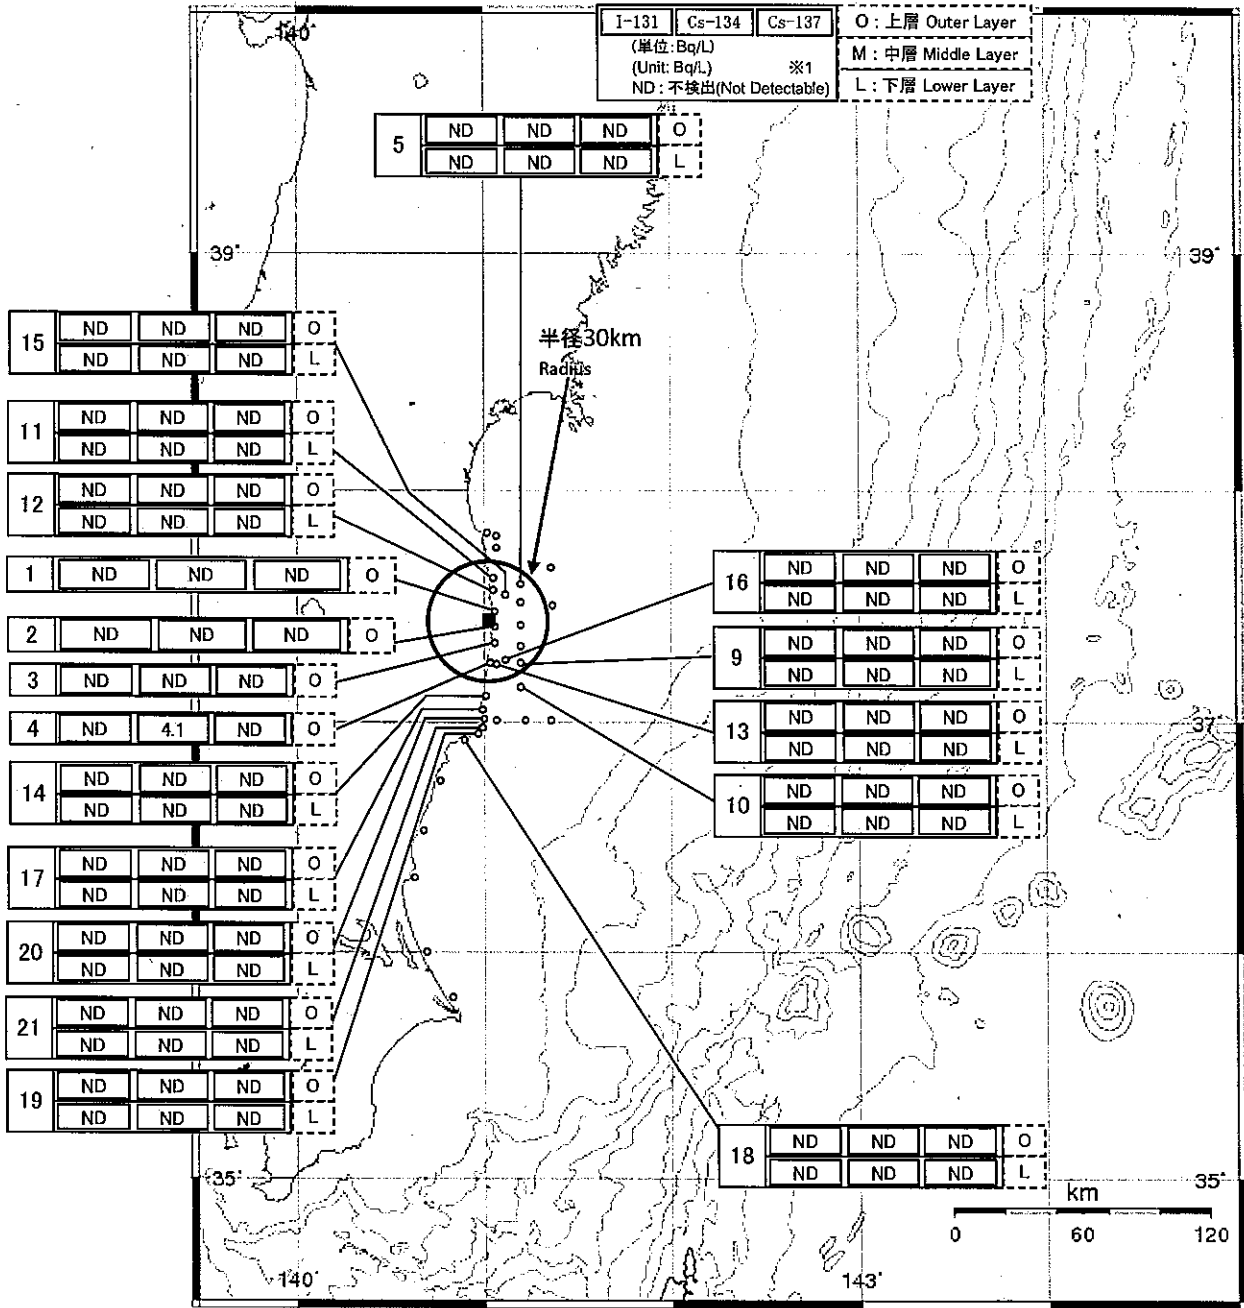 I-131 Cs-134 Cs-137
(単位:Bq/L)
(Unit: Bq/L) ※1
ND : 不検出(Not Detectable)
O : 上層 Outer Layer
M : 中層 Middle Layer
L : 下層 Lower Layer
140°
5 ND ND ND O
ND ND ND L
39°
39°
半径30km
Radius
15 ND ND ND O
ND ND ND L
11 ND ND ND O
ND ND ND L
12 ND ND ND O
ND ND ND L
1 ND ND ND O
2 ND ND ND O
3 ND ND ND O
4 ND 4.1 ND O
14 ND ND ND O
ND ND ND L
17 ND ND ND O
ND ND ND L
20 ND ND ND O
ND ND ND L
21 ND ND ND O
ND ND ND L
19 ND ND ND O
ND ND ND L
16 ND ND ND O
ND ND ND L
9 ND ND ND O
ND ND ND L
13 ND ND ND O
ND ND ND L
37°
10 ND ND ND O
ND ND ND L
18 ND ND ND O
ND ND ND L
35°
35°
km
0 60 120
140°
143°